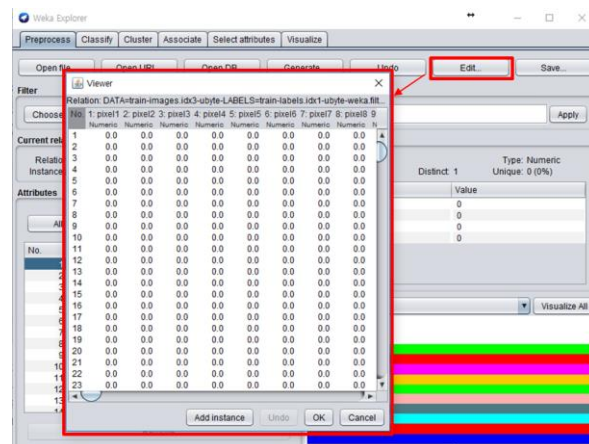 Weka Explorer
Preprocess Classify Cluster Associate Select attributes Visualize
Open file Open URL Open DB Generate Undo Edit... Save...
Filter
Choose Apply
Viewer
Relation: DATA=train-images.idx3-ubyte-LABELS=train-labels.idx1-ubyte-weka.filt...
No. 1: pixel1 2: pixel2 3: pixel3 4: pixel4 5: pixel5 6: pixel6 7: pixel7 8: pixel8 9
Numeric Numeric Numeric Numeric Numeric Numeric Numeric Numeric N
1 0.0 0.0 0.0 0.0 0.0 0.0 0.0 0.0
2 0.0 0.0 0.0 0.0 0.0 0.0 0.0 0.0
3 0.0 0.0 0.0 0.0 0.0 0.0 0.0 0.0
4 0.0 0.0 0.0 0.0 0.0 0.0 0.0 0.0
5 0.0 0.0 0.0 0.0 0.0 0.0 0.0 0.0
6 0.0 0.0 0.0 0.0 0.0 0.0 0.0 0.0
7 0.0 0.0 0.0 0.0 0.0 0.0 0.0 0.0
8 0.0 0.0 0.0 0.0 0.0 0.0 0.0 0.0
9 0.0 0.0 0.0 0.0 0.0 0.0 0.0 0.0
10 0.0 0.0 0.0 0.0 0.0 0.0 0.0 0.0
11 0.0 0.0 0.0 0.0 0.0 0.0 0.0 0.0
12 0.0 0.0 0.0 0.0 0.0 0.0 0.0 0.0
13 0.0 0.0 0.0 0.0 0.0 0.0 0.0 0.0
14 0.0 0.0 0.0 0.0 0.0 0.0 0.0 0.0
15 0.0 0.0 0.0 0.0 0.0 0.0 0.0 0.0
16 0.0 0.0 0.0 0.0 0.0 0.0 0.0 0.0
17 0.0 0.0 0.0 0.0 0.0 0.0 0.0 0.0
18 0.0 0.0 0.0 0.0 0.0 0.0 0.0 0.0
19 0.0 0.0 0.0 0.0 0.0 0.0 0.0 0.0
20 0.0 0.0 0.0 0.0 0.0 0.0 0.0 0.0
21 0.0 0.0 0.0 0.0 0.0 0.0 0.0 0.0
22 0.0 0.0 0.0 0.0 0.0 0.0 0.0 0.0
23 0.0 0.0 0.0 0.0 0.0 0.0 0.0 0.0
Add instance Undo OK Cancel
Current rela
Relatio
Instance
Attributes
All
No.
10
11
12
13
Type: Numeric
Distinct: 1 Unique: 0 (0%)
Value
0
0
0
0
Visualize All